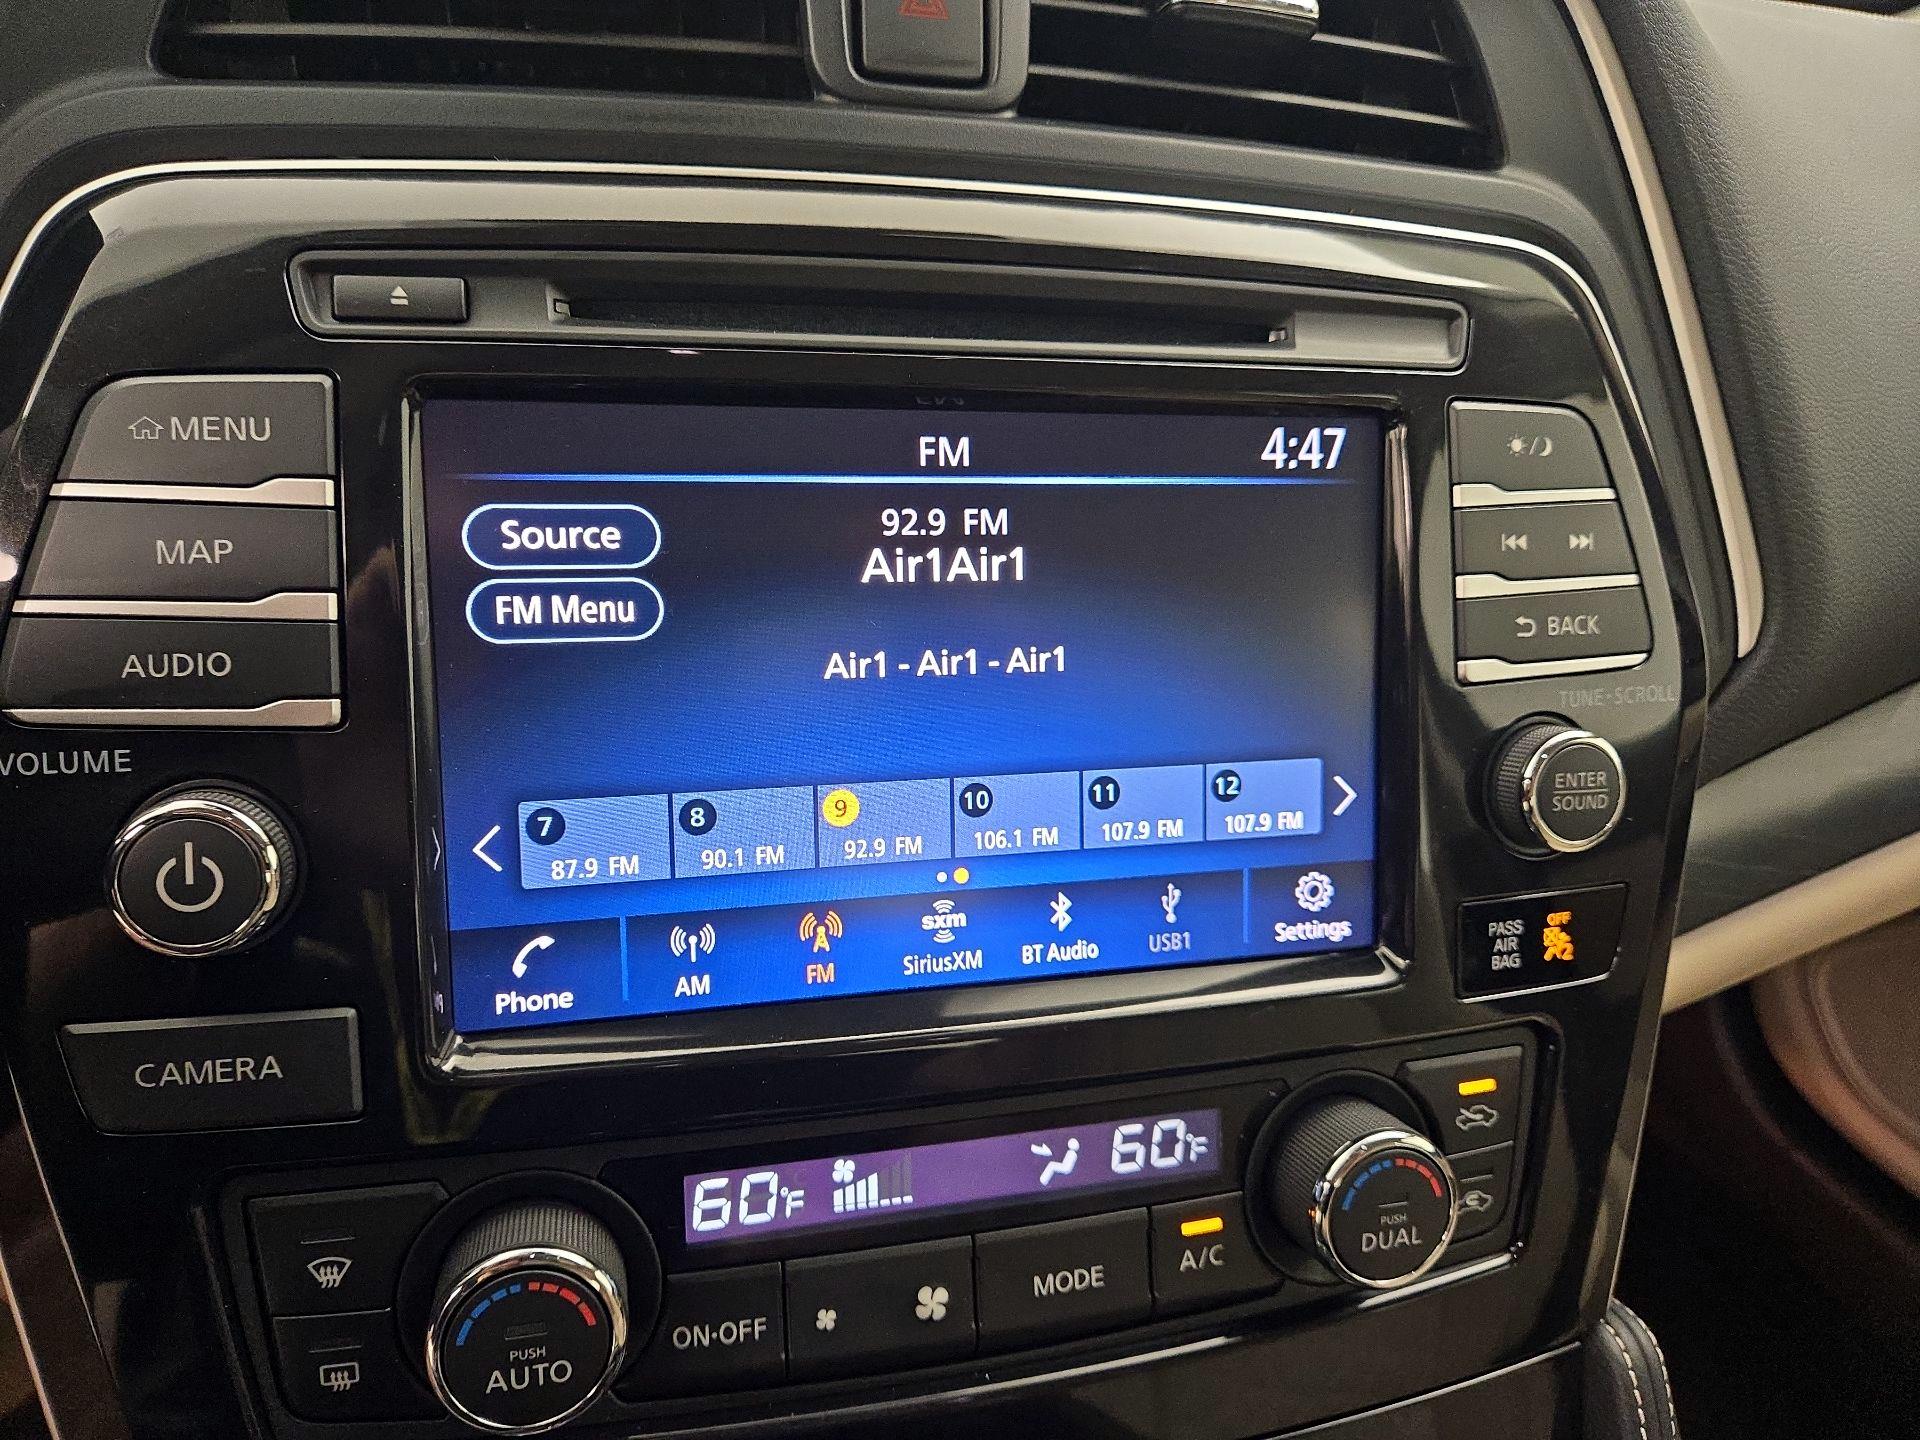 FM
4:47
Source
92.9 FM
Air1Air1
FM Menu
Air1 - Air1 - Air1
7
87.9 FM
8
90.1 FM
9
92.9 FM
10
106.1 FM
11
107.9 FM
12
107.9 FM
Phone
AM
FM
sxm
SiriusXM
BT Audio
USB1
Settings
MENU
MAP
AUDIO
VOLUME
CAMERA
BACK
TUNE·SCROLL
ENTER
SOUND
PASS
AIR
BAG
OFF
2
60°F
60°F
PUSH
AUTO
ON·OFF
MODE
A/C
PUSH
DUAL